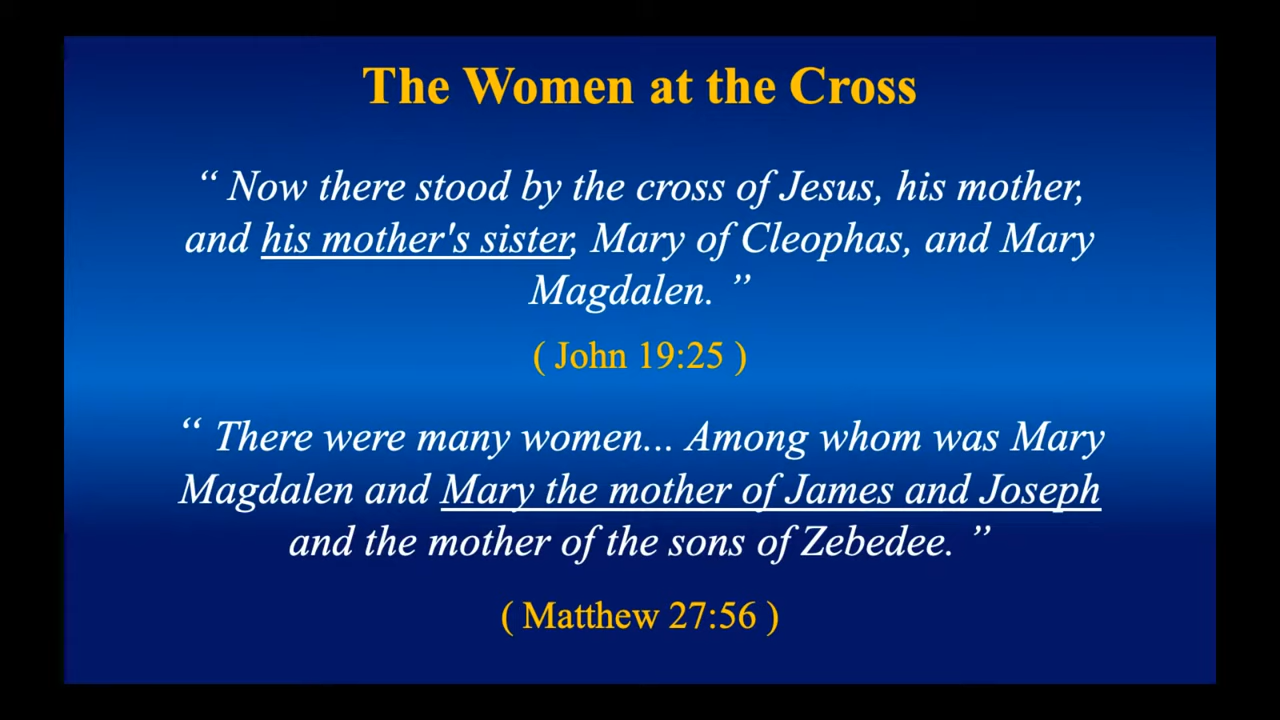 The Women at the Cross
“ Now there stood by the cross of Jesus, his mother,
and his mother's sister, Mary of Cleophas, and Mary
Magdalen. ”
( John 19:25 )
“ There were many women... Among whom was Mary
Magdalen and Mary the mother of James and Joseph
and the mother of the sons of Zebedee. ”
( Matthew 27:56 )